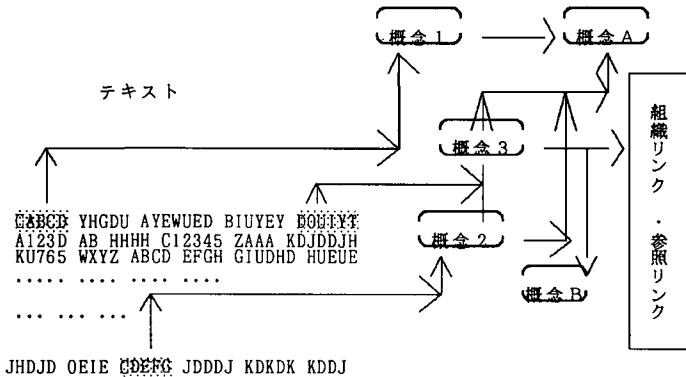 概念1
概念A
テキスト
概念3
組織リンク ・参照リンク
CABCD YHGDU AYEWUED BIUYEY DOUIYT
A123D AB HHHH C12345 ZAAA KDJDDJH
概念2
KU765 WXYZ ABCD EFGH GIUDHD HUEUE
概念B
..... .... .... ....
... ... ...
JHDJD OEIE CDEFG JDDDJ KDKDK KDDJ